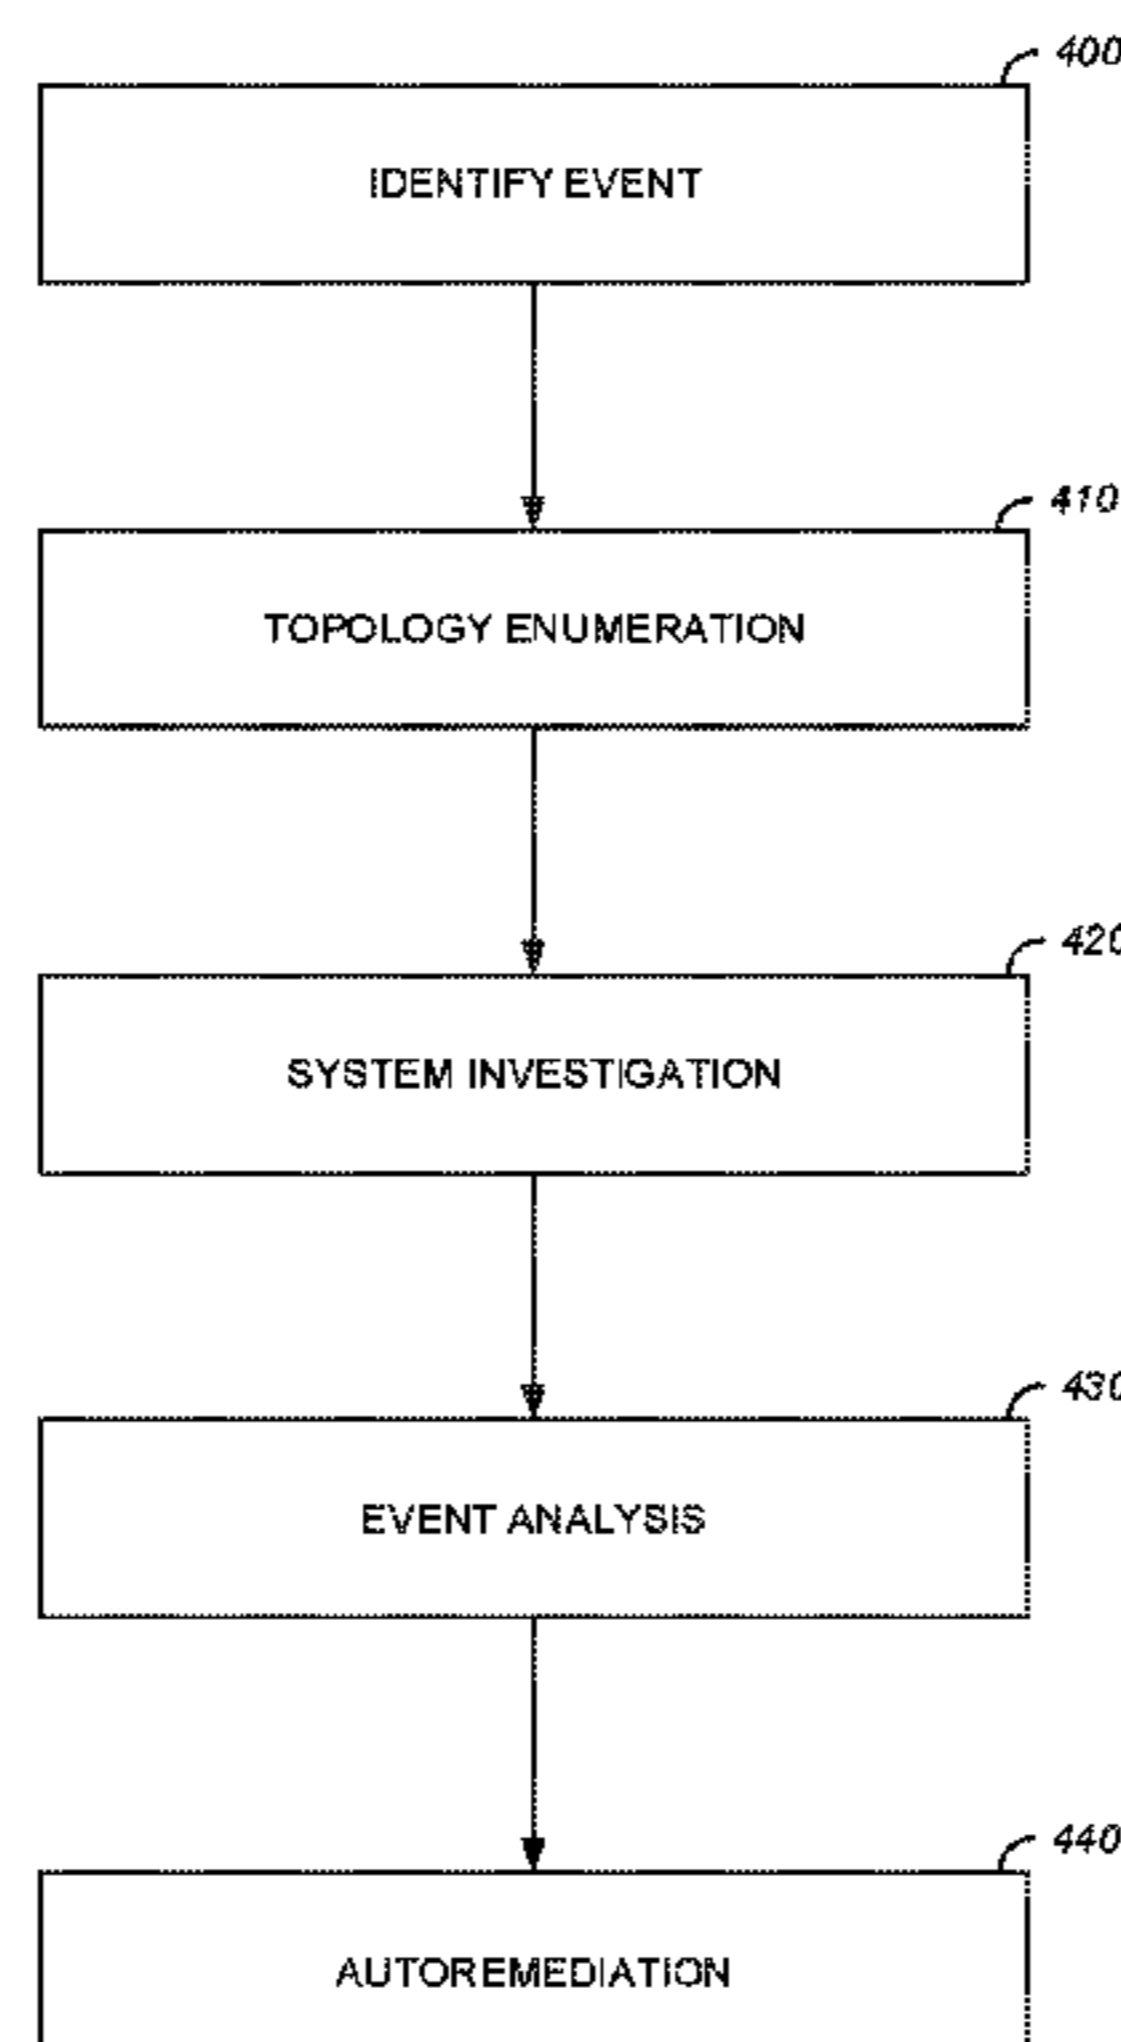 400
IDENTIFY EVENT
410
TOPOLOGY ENUMERATION
420
SYSTEM INVESTIGATION
430
EVENT ANALYSIS
440
AUTOREMEDIATION